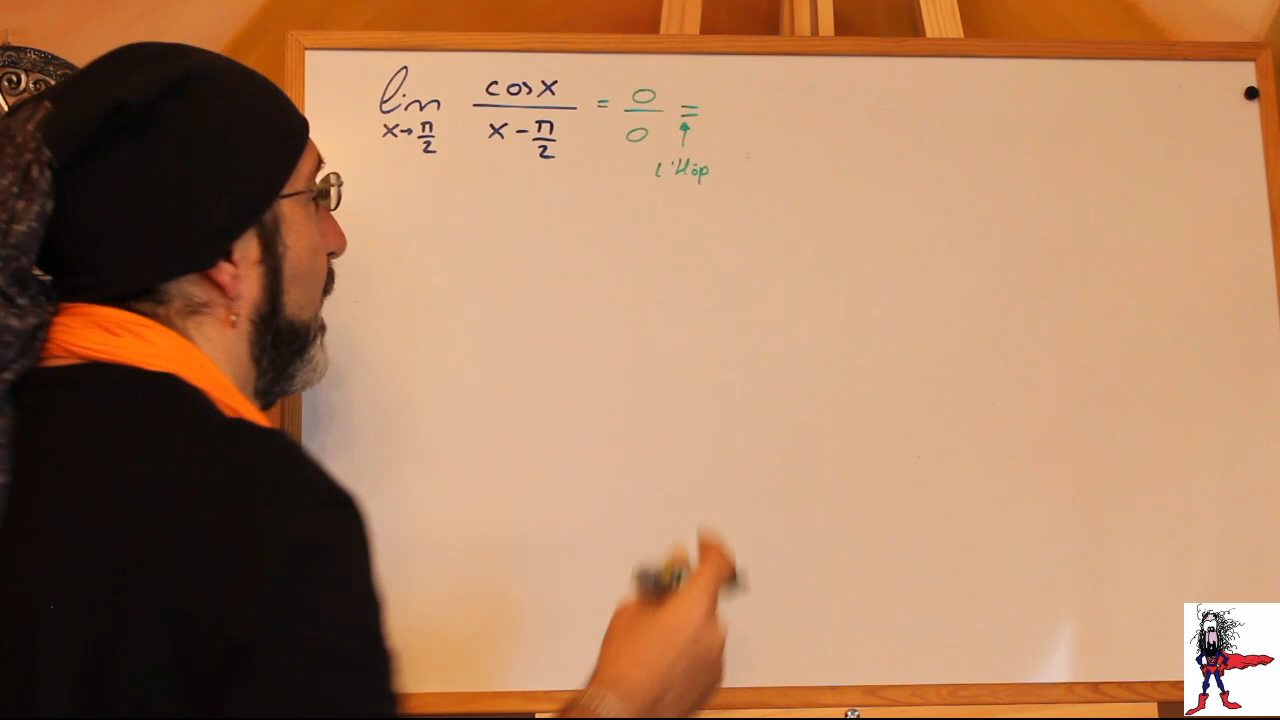 lim cos x / x - π/2 = 0/0 =
x→π/2
L'Hôp